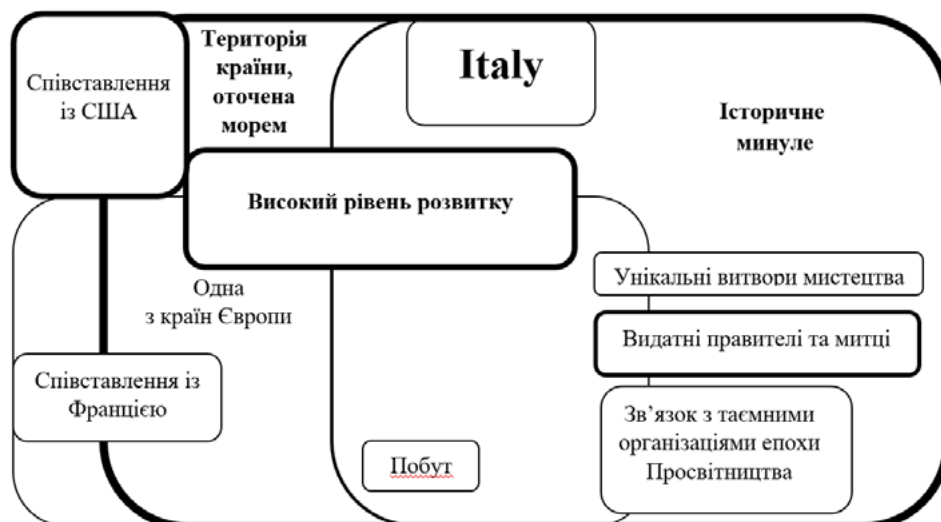 Співставлення
із США
Територія
країни,
оточена
морем
Italy
Історичне
минуле
Високий рівень розвитку
Унікальні витвори мистецтва
Одна
з країн Європи
Видатні правителі та митці
Співставлення із
Францією
Зв’язок з таємними
організаціями епохи
Просвітництва
Побут